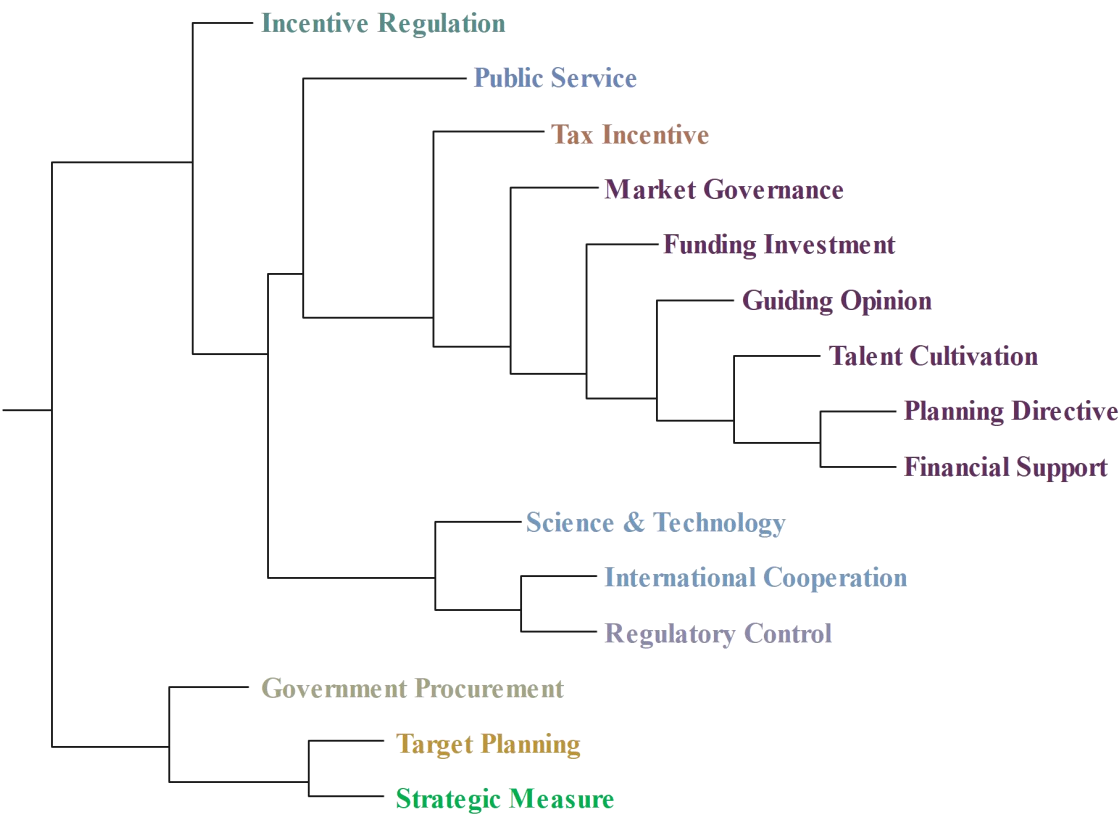 Incentive Regulation
Public Service
Tax Incentive
Market Governance
Funding Investment
Guiding Opinion
Talent Cultivation
Planning Directive
Financial Support
Science & Technology
International Cooperation
Regulatory Control
Government Procurement
Target Planning
Strategic Measure